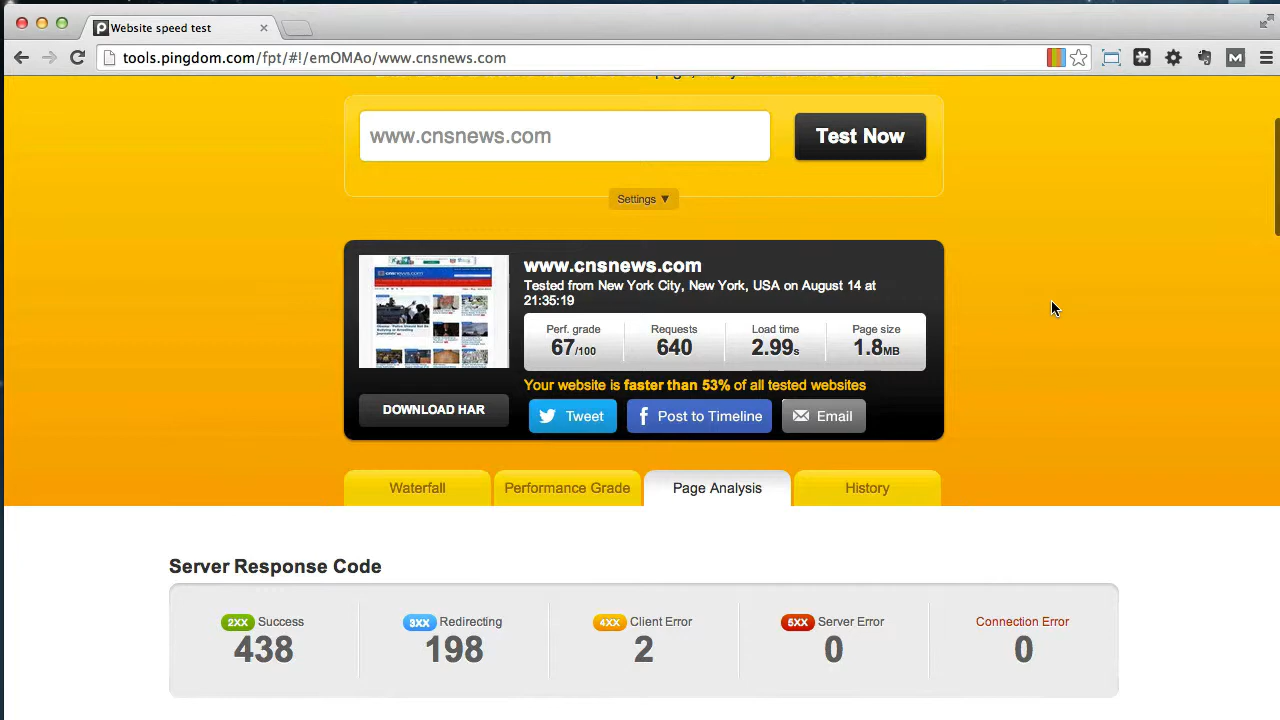 Website speed test
tools.pingdom.com/fpt/#!/emOMAo/www.cnsnews.com
www.cnsnews.com
Test Now
Settings ▼
www.cnsnews.com
Tested from New York City, New York, USA on August 14 at
21:35:19
Perf. grade Requests Load time Page size
67/100 640 2.99s 1.8MB
Your website is faster than 53% of all tested websites
DOWNLOAD HAR
Tweet Post to Timeline Email
Waterfall Performance Grade Page Analysis History
Server Response Code
2XX Success 3XX Redirecting 4XX Client Error 5XX Server Error Connection Error
438 198 2 0 0